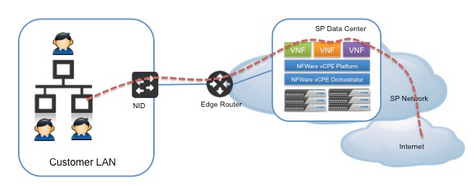 SP Data Center
VNF VNF VNF
NFWare vCPE Platform
NFWare vCPE Orchestrator
NID
Edge Router
SP Network
Internet
Customer LAN